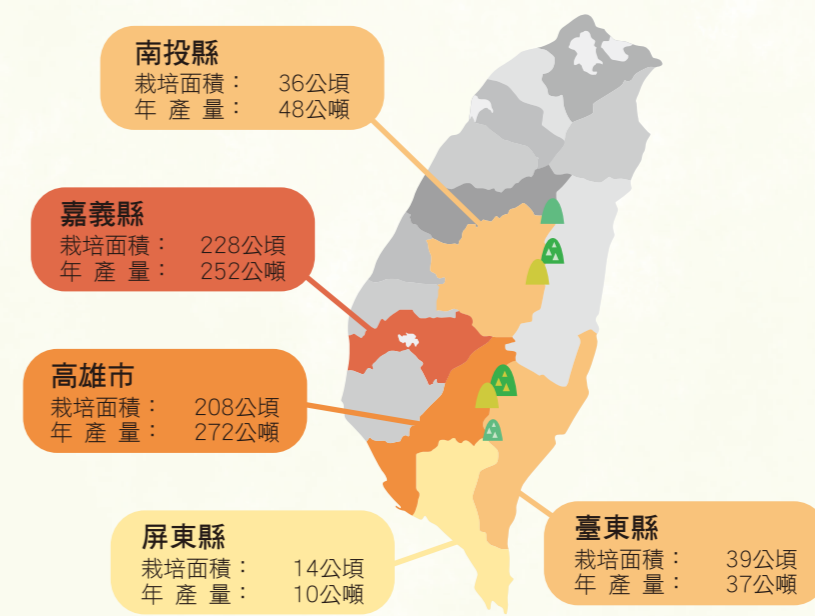 南投縣
栽培面積： 36公頃
年 產 量： 48公噸
嘉義縣
栽培面積： 228公頃
年 產 量： 252公噸
高雄市
栽培面積： 208公頃
年 產 量： 272公噸
屏東縣
栽培面積： 14公頃
年 產 量： 10公噸
臺東縣
栽培面積： 39公頃
年 產 量： 37公噸